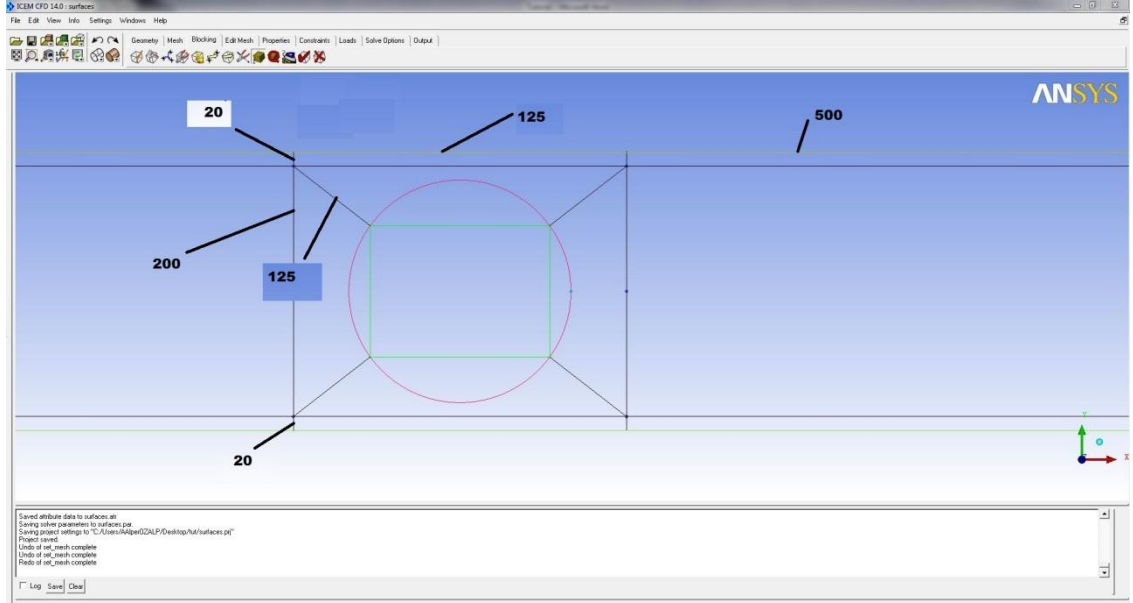 ICEM CFD 14.0 : surfaces
File Edit View Info Settings Windows Help
Geometry Mesh Blocking Edit Mesh Properties Constraints Loads Solve Options Output
ANSYS
20
125
500
200
125
20
Y
X
Saved attribute data to surfaces.atr
Saving solver parameters to surfaces.par.
Saving project settings to "C:/Users/AAlperOZALP/Desktop/tut/surfaces.prj"
Project saved.
Undo of set_mesh complete
Undo of set_mesh complete
Redo of set_mesh complete
Log Save Clear